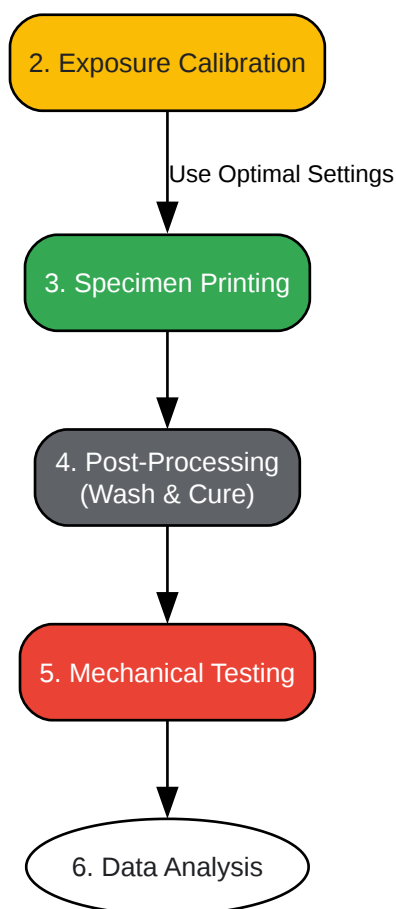 2. Exposure Calibration
Use Optimal Settings
3. Specimen Printing
4. Post-Processing
(Wash & Cure)
5. Mechanical Testing
6. Data Analysis